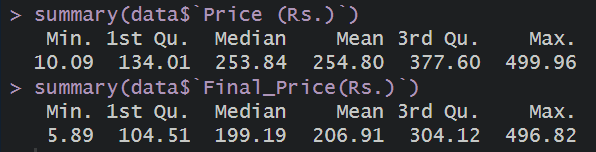 > summary(data$`Price (Rs.)`)
Min. 1st Qu. Median Mean 3rd Qu. Max.
10.09 134.01 253.84 254.80 377.60 499.96
> summary(data$`Final_Price(Rs.)`)
Min. 1st Qu. Median Mean 3rd Qu. Max.
5.89 104.51 199.19 206.91 304.12 496.82